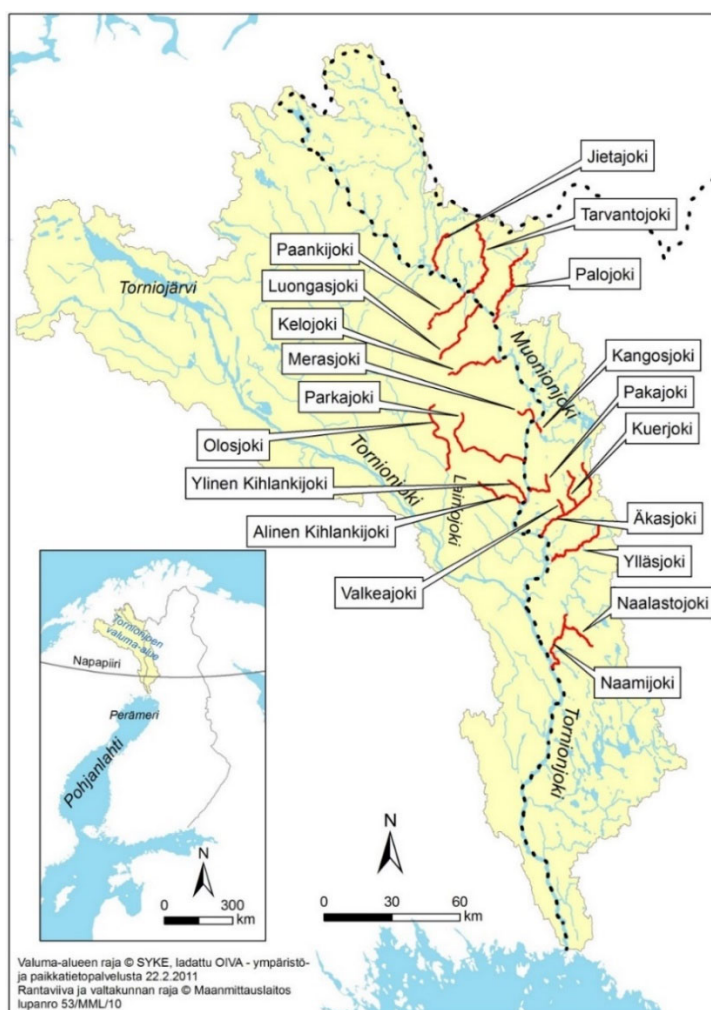 Jietajoki
Tarvantojoki
Paankijoki
Palojoki
Luongasjoki
Torniojärvi
Kelojoki
Merasjoki
Muonionjoki
Kangosjoki
Parkajoki
Pakajoki
Olosjoki
Kuerjoki
Tornionjoki
Lainiojoki
Ylinen Kihlankijoki
Alinen Kihlankijoki
Äkasjoki
Ylläsjoki
Valkeajoki
Naalastojoki
Naamijoki
Tornionjoki
Tornionjoen
valuma-alue
Napapiiri
Perämeri
Pohjanlahti
N
0 300
km
N
0 30 60
km
Valuma-alueen raja © SYKE, ladattu OIVA - ympäristö-
ja paikkatietopalvelusta 22.2.2011
Rantaviiva ja valtakunnan raja © Maanmittauslaitos
lupanro 53/MML/10